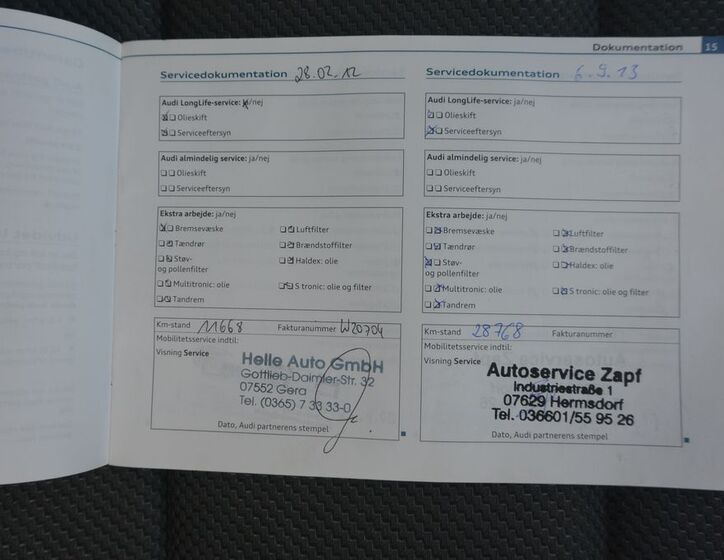 Dokumentation 15
Servicedokumentation 28.02.12
Audi LongLife-service: ja/nej
Olieskift
Serviceeftersyn
Audi almindelig service: ja/nej
Olieskift
Serviceeftersyn
Ekstra arbejde: ja/nej
Bremsevæske Luftfilter
Tændrør Brændstoffilter
Støv- Haldex: olie
og pollenfilter
Multitronic: olie S tronic: olie og filter
Tandrem
Km-stand 11668 Fakturanummer W20704
Mobilitetsservice indtil:
Visning Service
Helle Auto GmbH
Gottlieb-Daimler-Str. 32
07552 Gera
Tel. (0365) 7 33 33-0
Dato, Audi partnerens stempel
Servicedokumentation 6.9.13
Audi LongLife-service: ja/nej
Olieskift
Serviceeftersyn
Audi almindelig service: ja/nej
Olieskift
Serviceeftersyn
Ekstra arbejde: ja/nej
Bremsevæske Luftfilter
Tændrør Brændstoffilter
Støv- Haldex: olie
og pollenfilter
Multitronic: olie S tronic: olie og filter
Tandrem
Km-stand 28768 Fakturanummer
Mobilitetsservice indtil:
Visning Service
Autoservice Zapf
Industriestraße 1
07629 Hermsdorf
Tel. 036601/55 95 26
Dato, Audi partnerens stempel